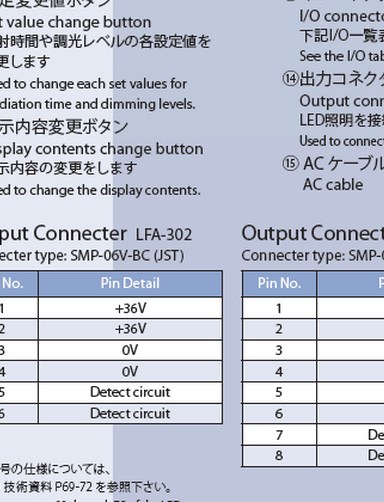 定変更値ボタン
t value change button
射時間や調光レベルの各設定値を
更します
ed to change each set values for
diation time and dimming levels.
示内容変更ボタン
splay contents change button
示内容の変更をします
ed to change the display contents.
I/O connecto
下記I/O一覧表
See the I/O tab
⑭出力コネクタ
Output conn
LED照明を接続
Used to connect
⑮ ACケーブル
AC cable
put Connecter LFA-302
ecter type: SMP-06V-BC (JST)
No. Pin Detail
1 +36V
2 +36V
3 0V
4 0V
5 Detect circuit
6 Detect circuit
Output Connect
Connecter type: SMP-0
Pin No. P
1
2
3
4
5
6
7 De
8 De
号の仕様については、
技術資料 P69-72 を参照下さい。